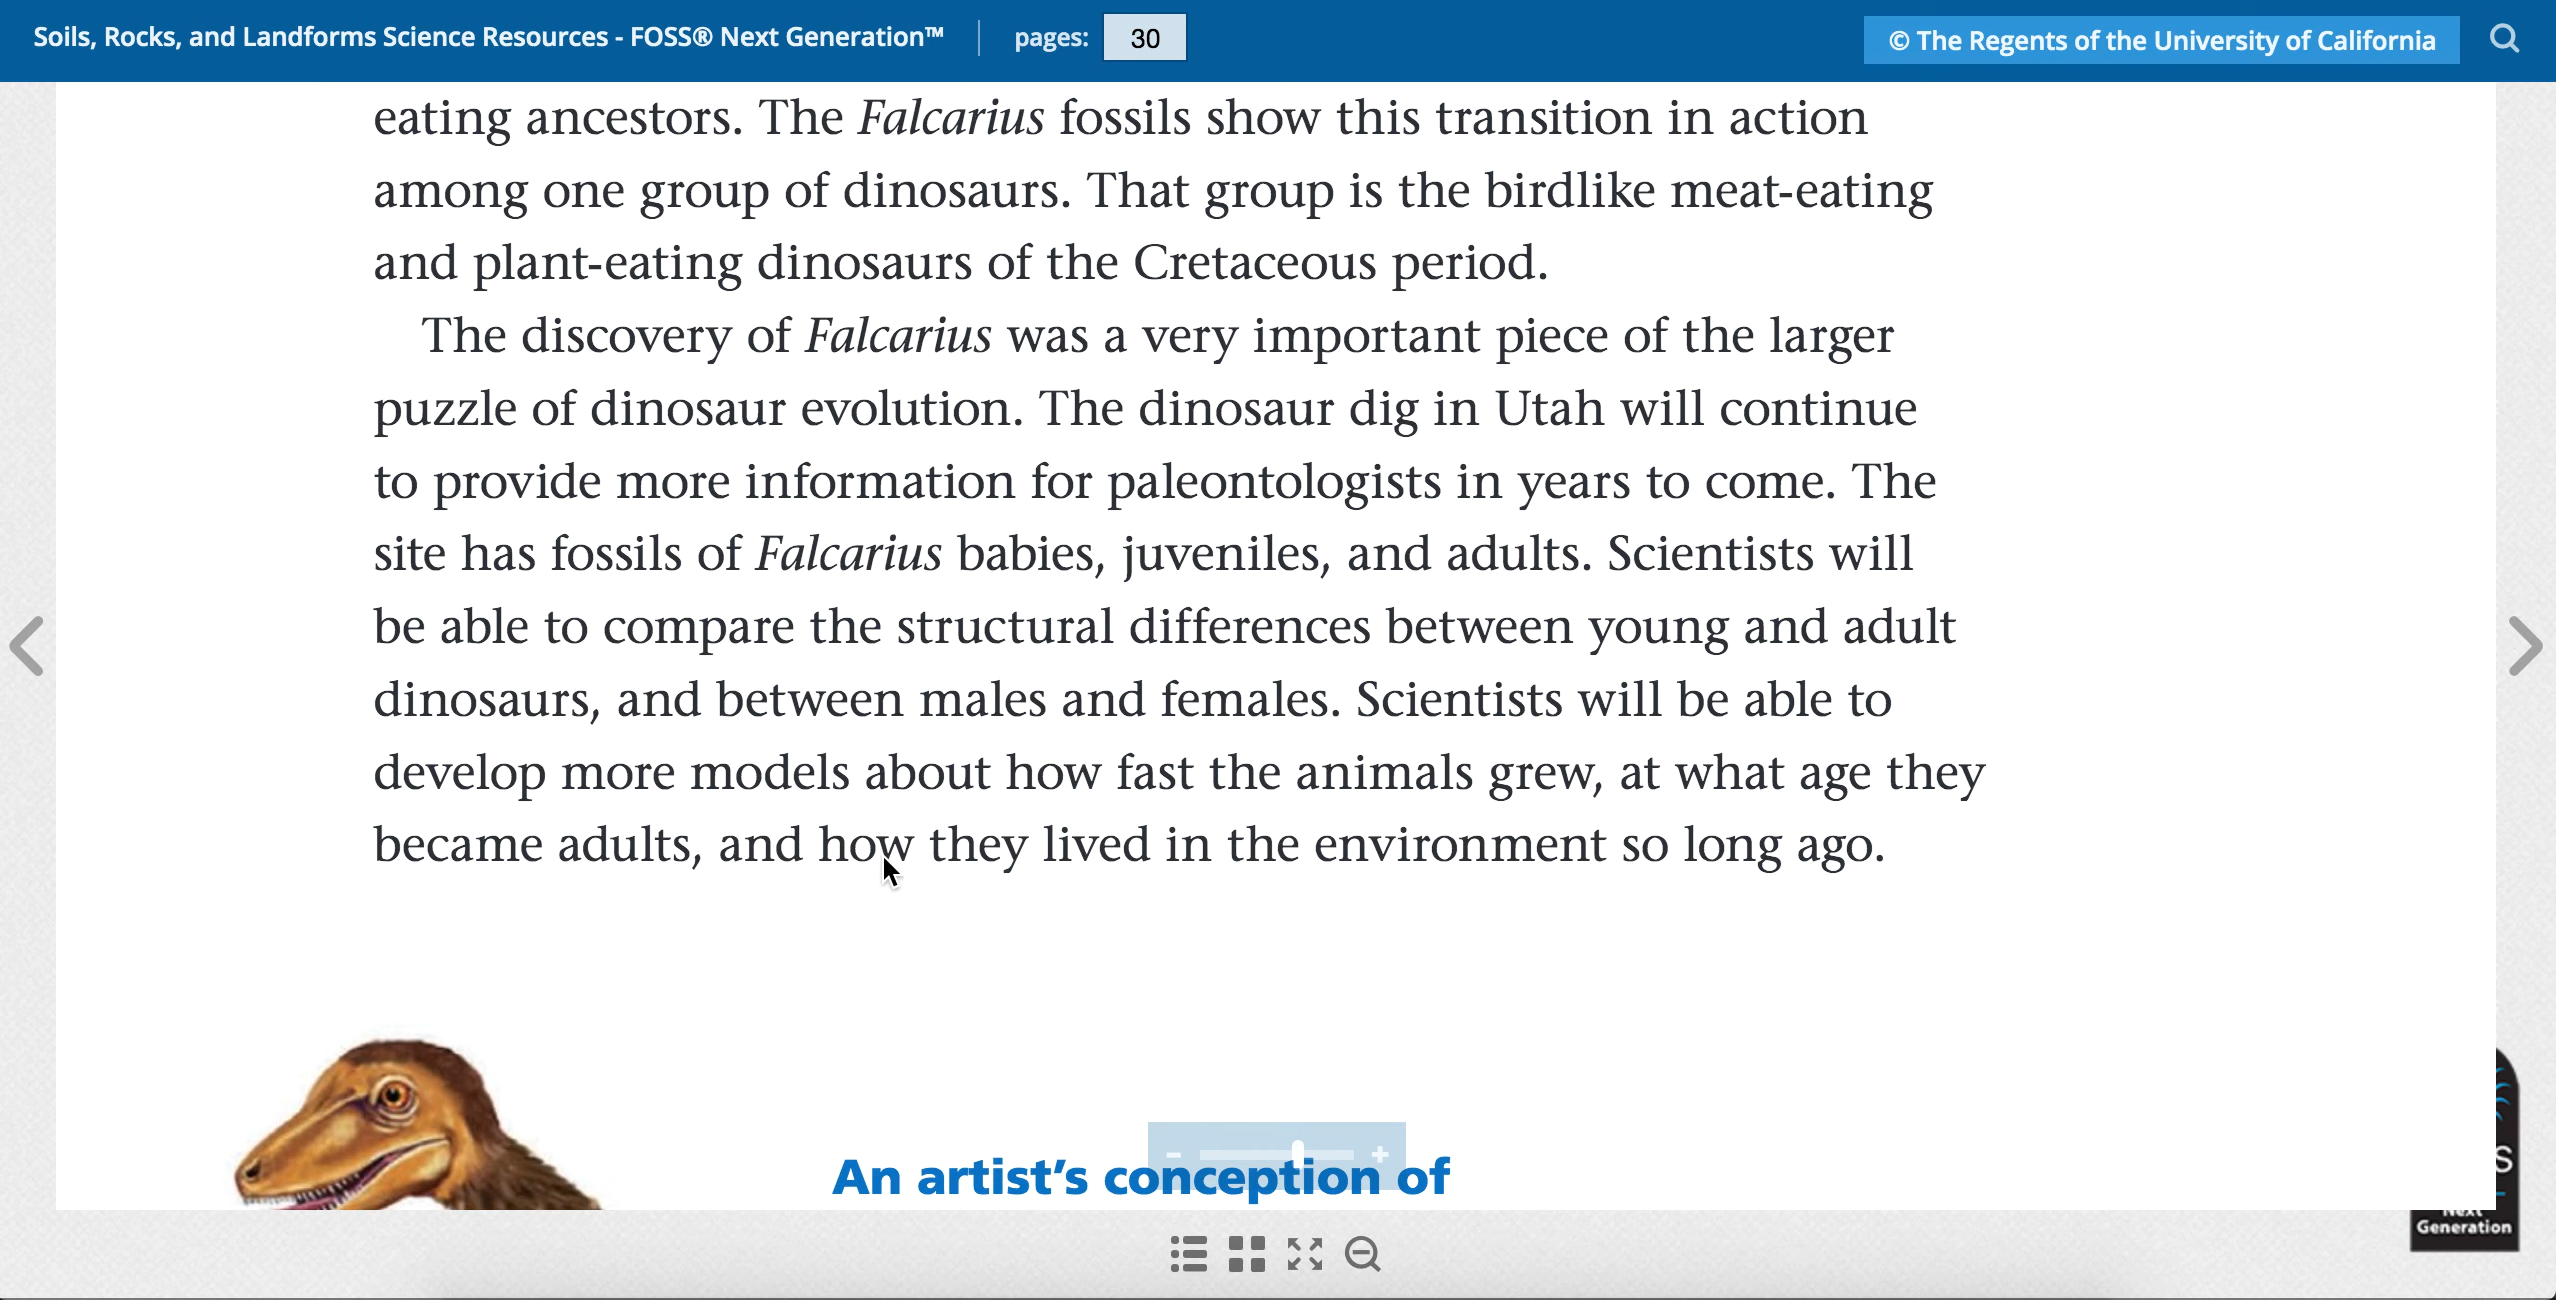 Soils, Rocks, and Landforms Science Resources - FOSS® Next Generation™
pages: 30
© The Regents of the University of California
eating ancestors. The Falcarius fossils show this transition in action
among one group of dinosaurs. That group is the birdlike meat-eating
and plant-eating dinosaurs of the Cretaceous period.
The discovery of Falcarius was a very important piece of the larger
puzzle of dinosaur evolution. The dinosaur dig in Utah will continue
to provide more information for paleontologists in years to come. The
site has fossils of Falcarius babies, juveniles, and adults. Scientists will
be able to compare the structural differences between young and adult
dinosaurs, and between males and females. Scientists will be able to
develop more models about how fast the animals grew, at what age they
became adults, and how they lived in the environment so long ago.
An artist's conception of
S
Next
Generation